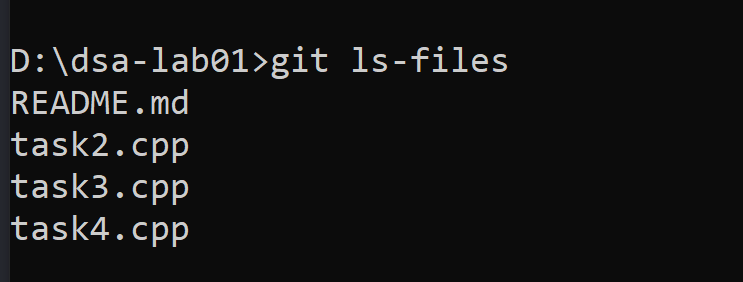 D:\dsa-lab01>git ls-files
README.md
task2.cpp
task3.cpp
task4.cpp